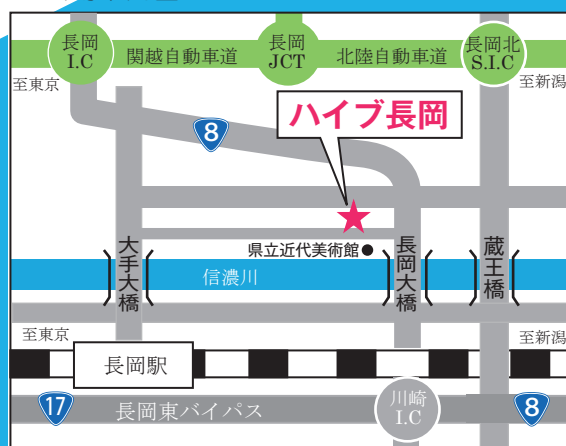 長岡
I.C
関越自動車道
長岡
JCT
北陸自動車道
長岡北
S.I.C
至東京
至新潟
8
ハイブ長岡
県立近代美術館
大手大橋
長岡大橋
蔵王橋
信濃川
至東京
至新潟
長岡駅
17
長岡東バイパス
川崎
I.C
8